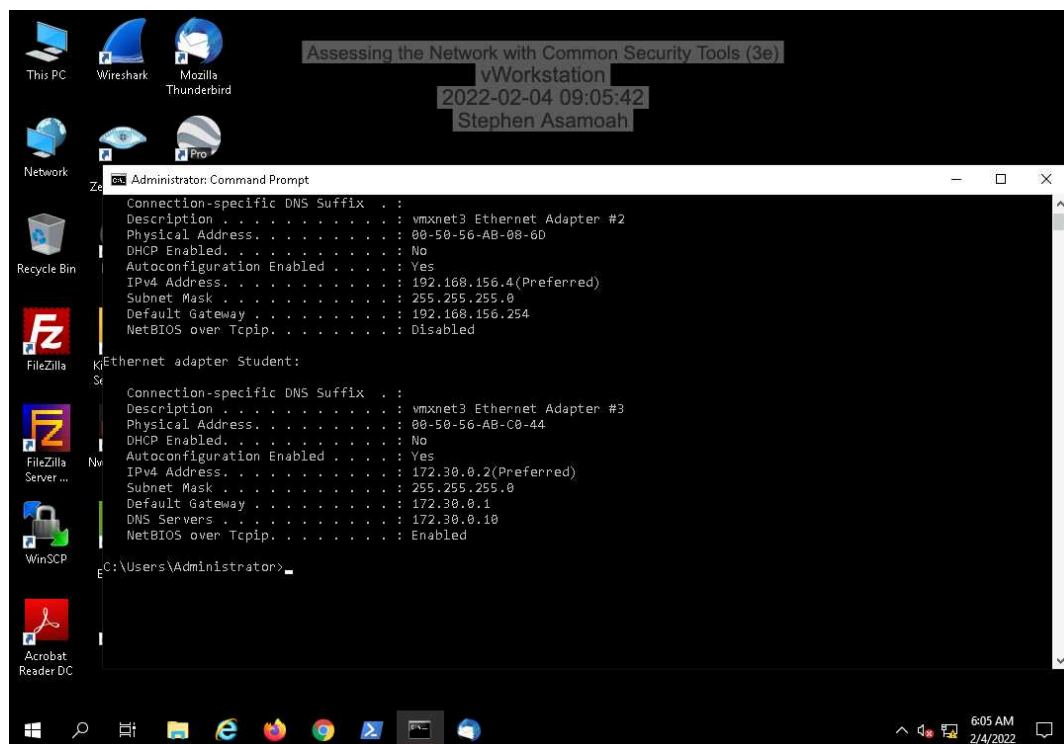 Assessing the Network with Common Security Tools (3e)
vWorkstation
2022-02-04 09:05:42
Stephen Asamoah
This PC
Wireshark
Mozilla
Thunderbird
Pro
Network
Recycle Bin
FileZilla
FileZilla
Server ...
WinSCP
Acrobat
Reader DC
Administrator: Command Prompt
Connection-specific DNS Suffix . :
Description . . . . . . . . . . . : vmxnet3 Ethernet Adapter #2
Physical Address. . . . . . . . . : 00-50-56-AB-08-6D
DHCP Enabled. . . . . . . . . . . : No
Autoconfiguration Enabled . . . . : Yes
IPv4 Address. . . . . . . . . . . : 192.168.156.4(Preferred)
Subnet Mask . . . . . . . . . . . : 255.255.255.0
Default Gateway . . . . . . . . . : 192.168.156.254
NetBIOS over Tcpip. . . . . . . . : Disabled
Ethernet adapter Student:
Connection-specific DNS Suffix . :
Description . . . . . . . . . . . : vmxnet3 Ethernet Adapter #3
Physical Address. . . . . . . . . : 00-50-56-AB-C0-44
DHCP Enabled. . . . . . . . . . . : No
Autoconfiguration Enabled . . . . : Yes
IPv4 Address. . . . . . . . . . . : 172.30.0.2(Preferred)
Subnet Mask . . . . . . . . . . . : 255.255.255.0
Default Gateway . . . . . . . . . : 172.30.0.1
DNS Servers . . . . . . . . . . . : 172.30.0.10
NetBIOS over Tcpip. . . . . . . . : Enabled
C:\Users\Administrator>
6:05 AM
2/4/2022